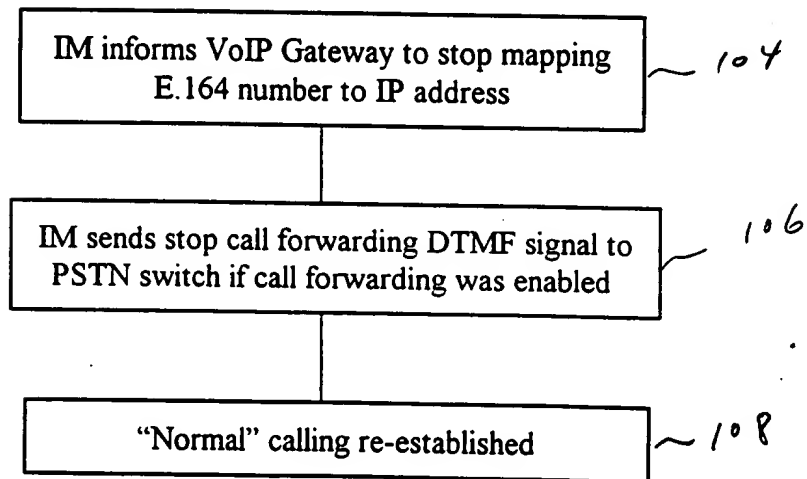 IM informs VoIP Gateway to stop mapping
E.164 number to IP address
104
IM sends stop call forwarding DTMF signal to
PSTN switch if call forwarding was enabled
106
“Normal” calling re-established
108